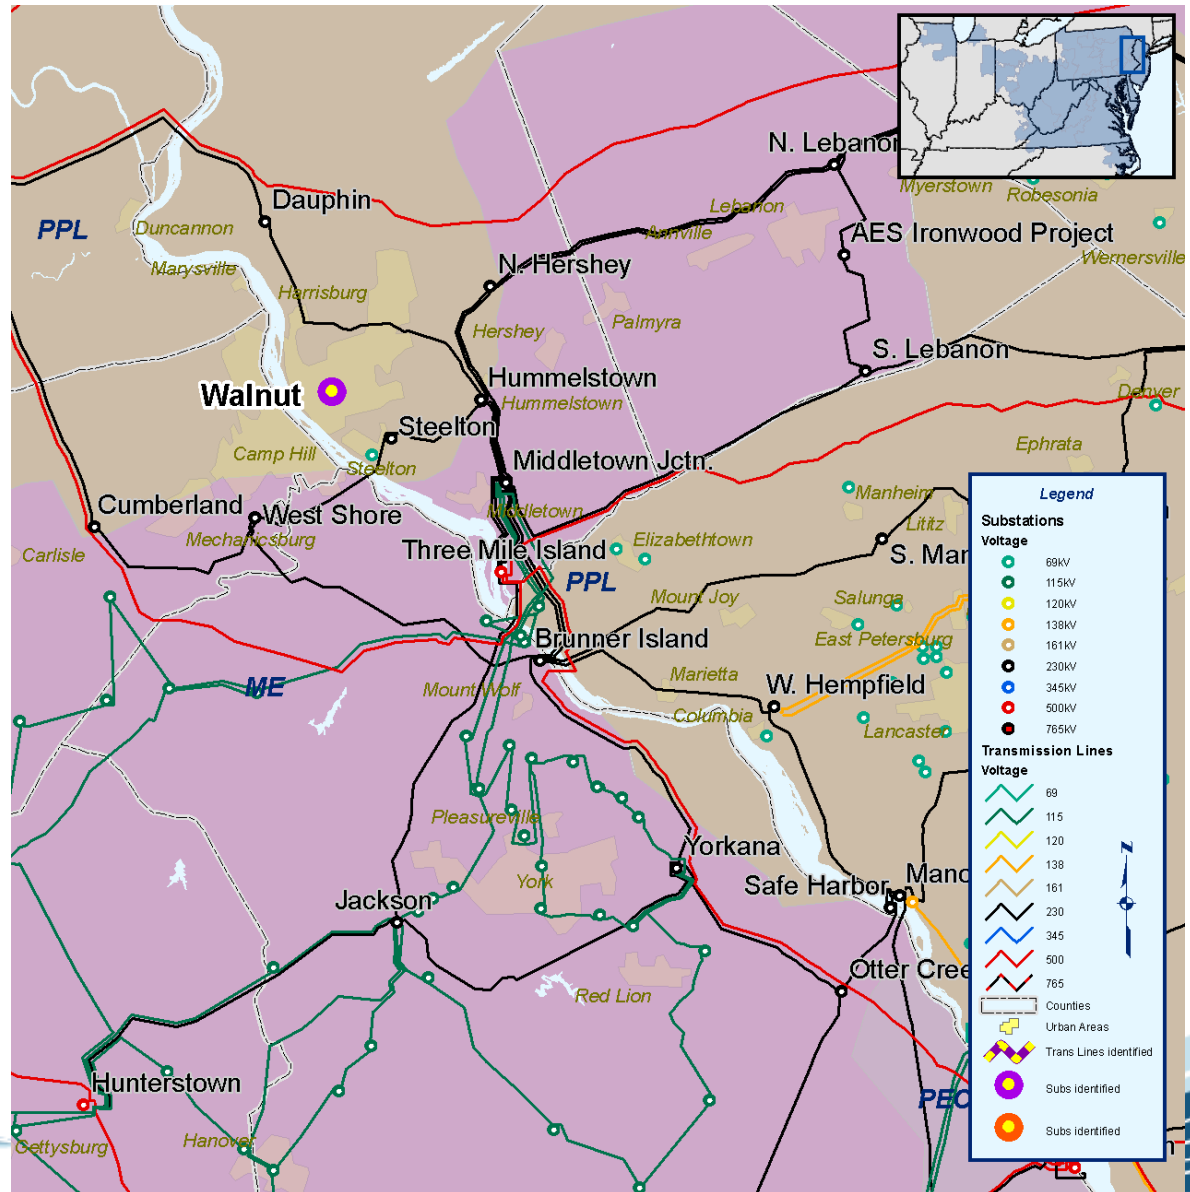 N. Lebanon
Myerstown
Robesonia
Dauphin
Lebanon
PPL
Duncannon
Annville
AES Ironwood Project
Wernersville
Marysville
N. Hershey
Harrisburg
Hershey
Palmyra
S. Lebanon
Walnut
Hummelstown
Hummelstown
Denver
Steelton
Camp Hill
Steelton
Ephrata
Middletown Jctn.
Cumberland
West Shore
Middletown
Manheim
Lititz
Mechanicsburg
Carlisle
Three Mile Island
Elizabethtown
S. Man
PPL
Mount Joy
Salunga
Brunner Island
East Petersburg
ME
Mount Wolf
Marietta
W. Hempfield
Columbia
Lancaster
Pleasureville
Yorkana
York
Safe Harbor
Mano
Jackson
Otter Cree
Red Lion
Hunterstown
PEC
Gettysburg
Hanover
Legend
Substations
Voltage
69kV
115kV
120kV
138kV
161kV
230kV
345kV
500kV
765kV
Transmission Lines
Voltage
69
115
120
138
161
230
345
500
765
Counties
Urban Areas
Trans Lines identified
Subs identified
Subs identified
N